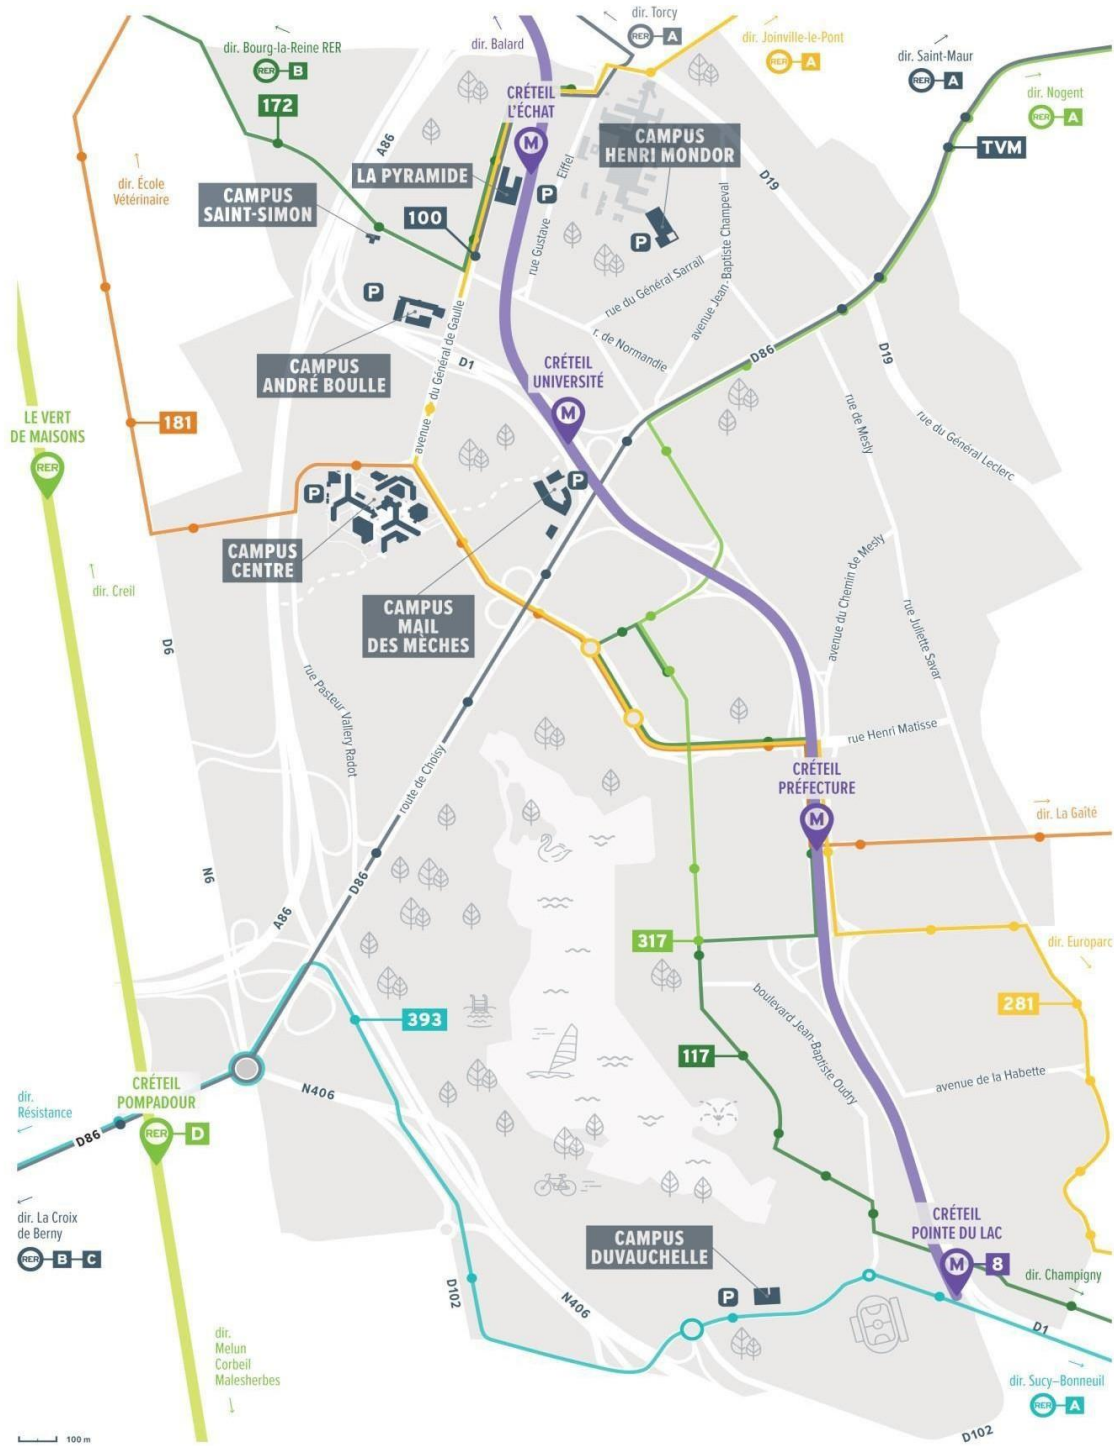 dir. Torcy
RER A
dir. Bourg-la-Reine RER
RER B
172
dir. Balard
dir. Joinville-le-Pont
RER A
dir. Saint-Maur
RER A
dir. Nogent
RER A
TVM
CRÉTEIL
L'ÉCHAT
M
CAMPUS
HENRI MONDOR
A86
LA PYRAMIDE
P
rue Gustave Eiffel
D19
dir. École
Vétérinaire
CAMPUS
SAINT-SIMON
100
P
avenue Jean-Baptiste Champeval
rue du Général Sarrail
P
r. de Normandie
avenue du Général de Gaulle
D1
D86
D19
CAMPUS
ANDRÉ BOULLE
CRÉTEIL
UNIVERSITÉ
M
LE VERT
DE MAISONS
RER
181
rue de Mesly
rue du Général Leclerc
P
P
CAMPUS
CENTRE
CAMPUS
MAIL
DES MÈCHES
dir. Creil
avenue du Chemin de Mesly
rue Juliette Savar
D6
rue Pasteur Vallery Radot
route de Choisy
rue Henri Matisse
CRÉTEIL
PRÉFECTURE
M
dir. La Gaîté
N6
D86
A86
317
dir. Europarc
281
393
boulevard Jean-Baptiste Oudry
117
avenue de la Habette
N406
CRÉTEIL
POMPADOUR
RER D
dir.
Résistance
D86
dir. La Croix
de Berny
RER B C
CAMPUS
DUVAUCHELLE
P
CRÉTEIL
POINTE DU LAC
M 8
dir. Champigny
D102
N406
D1
dir.
Melun
Corbeil
Malesherbes
dir. Sucy–Bonneuil
RER A
D102
100 m